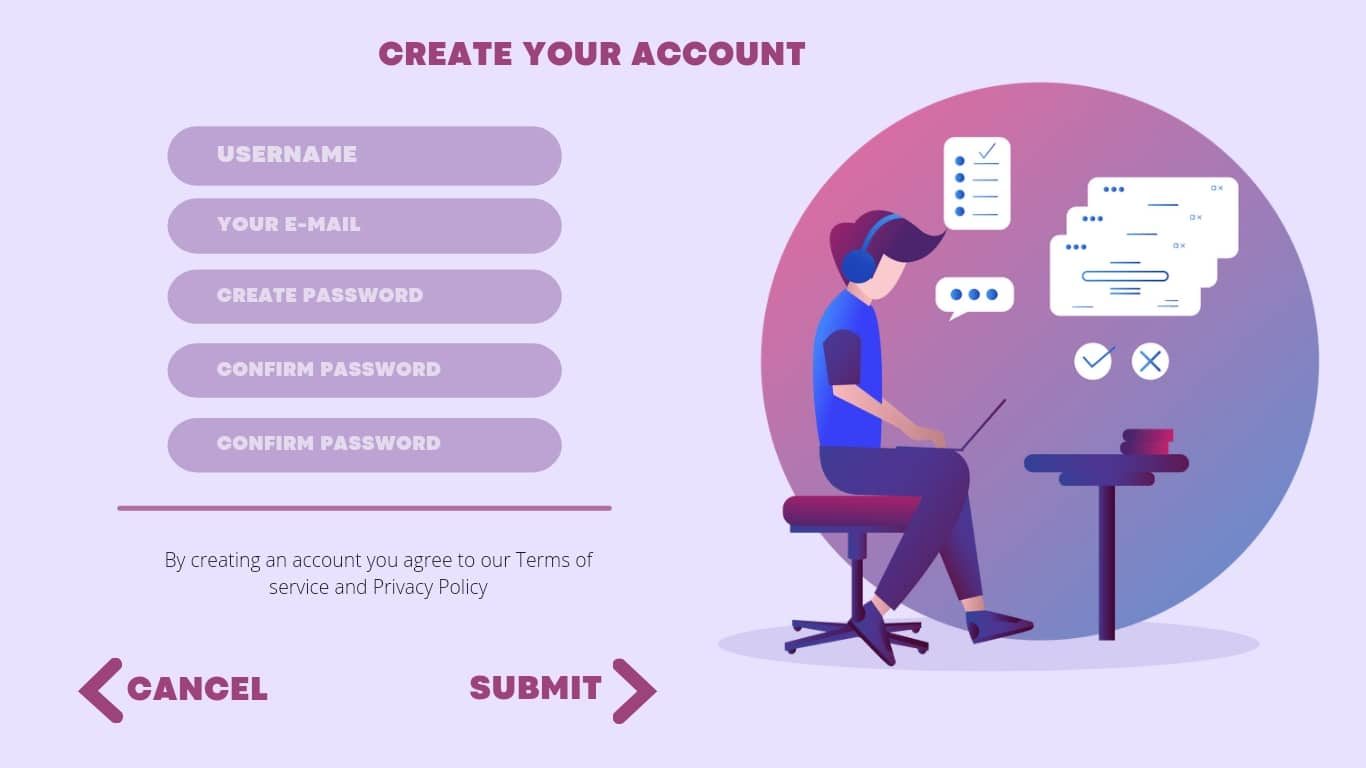 CREATE YOUR ACCOUNT
USERNAME
YOUR E-MAIL
CREATE PASSWORD
CONFIRM PASSWORD
CONFIRM PASSWORD
By creating an account you agree to our Terms of
service and Privacy Policy
CANCEL
SUBMIT